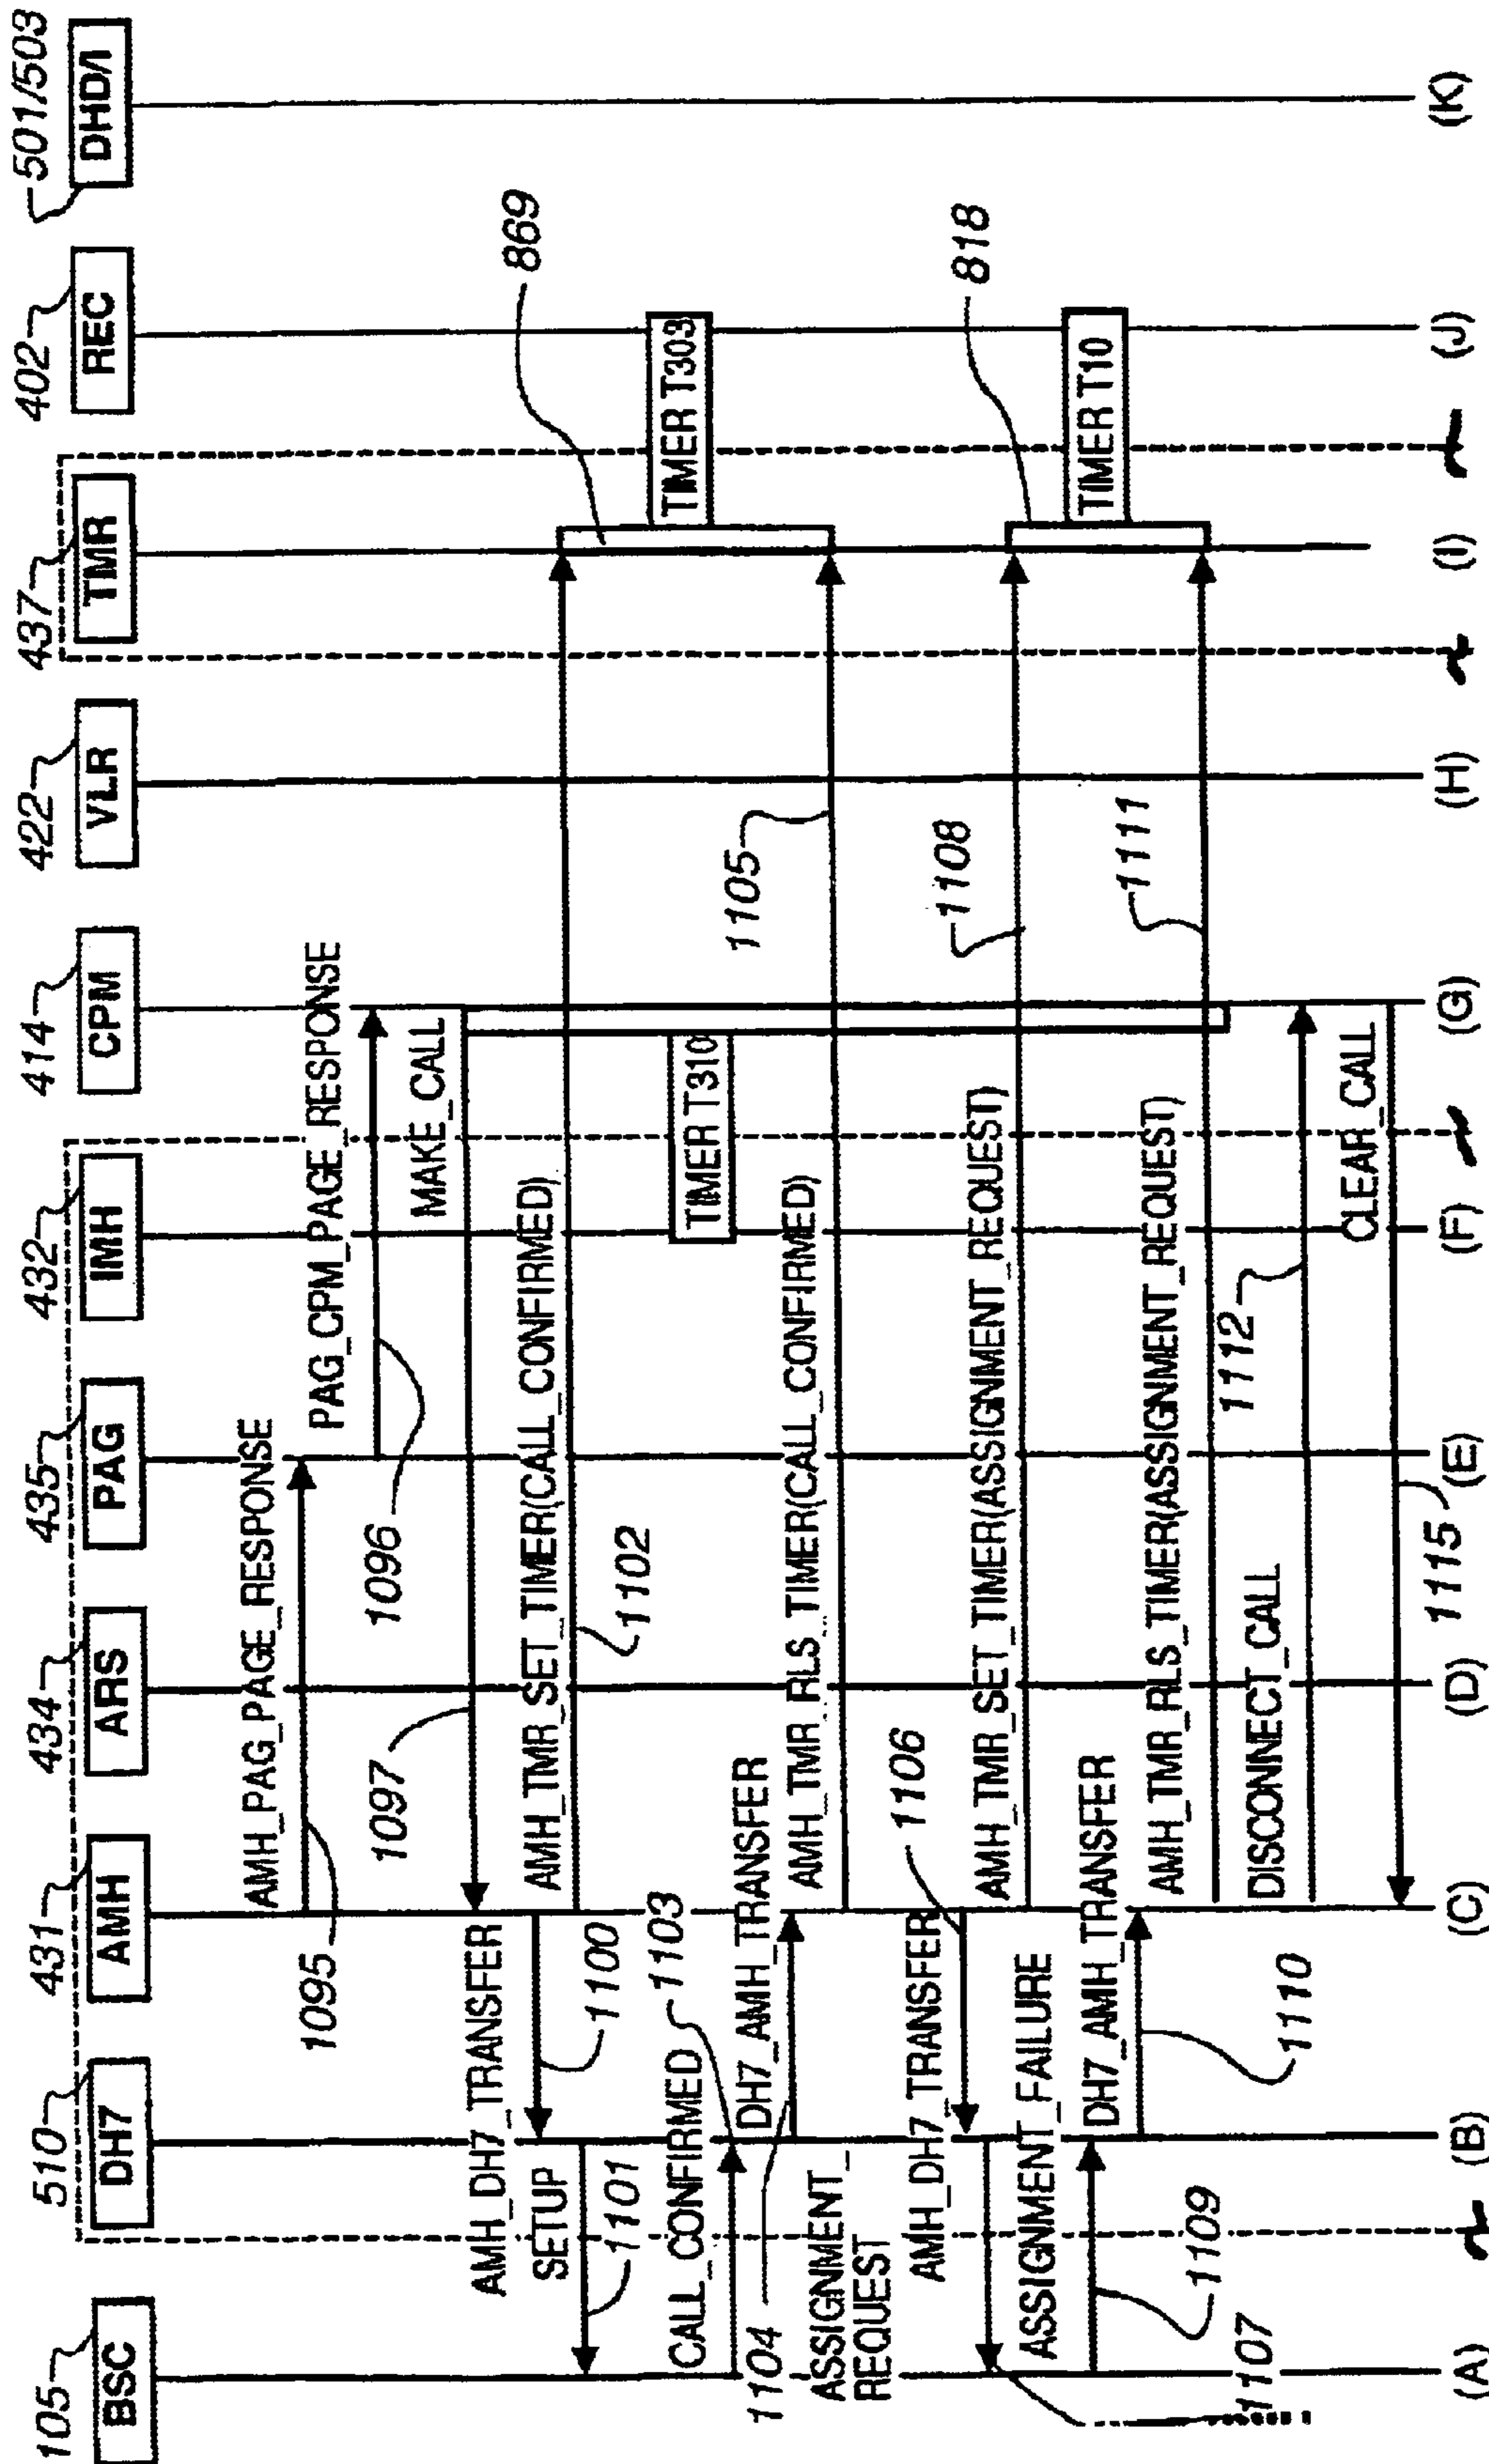 105
BSC
510
DH7
431
AMH
434
ARS
435
PAG
432
IMH
414
CPM
422
VLR
437
TMR
402
REC
501/503
DHD/I
AMH_PAG_PAGE_RESPONSE
1095
PAG_CPM_PAGE_RESPONSE
1096
MAKE_CALL
1097
AMH_DH7_TRANSFER
1100
SETUP
1101
AMH_TMR_SET_TIMER(CALL_CONFIRMED)
1102
869
TIMER T303
TIMER T310
CALL_CONFIRMED
1103
DH7_AMH_TRANSFER
1104
AMH_TMR_RLS_TIMER(CALL_CONFIRMED)
1105
AMH_DH7_TRANSFER
1106
ASSIGNMENT_
REQUEST
1107
AMH_TMR_SET_TIMER(ASSIGNMENT_REQUEST)
1108
818
TIMER T10
ASSIGNMENT_FAILURE
1109
DH7_AMH_TRANSFER
1110
AMH_TMR_RLS_TIMER(ASSIGNMENT_REQUEST)
1111
DISCONNECT_CALL
1112
CLEAR_CALL
1115
(A)
(B)
(C)
(D)
(E)
(F)
(G)
(H)
(I)
(J)
(K)